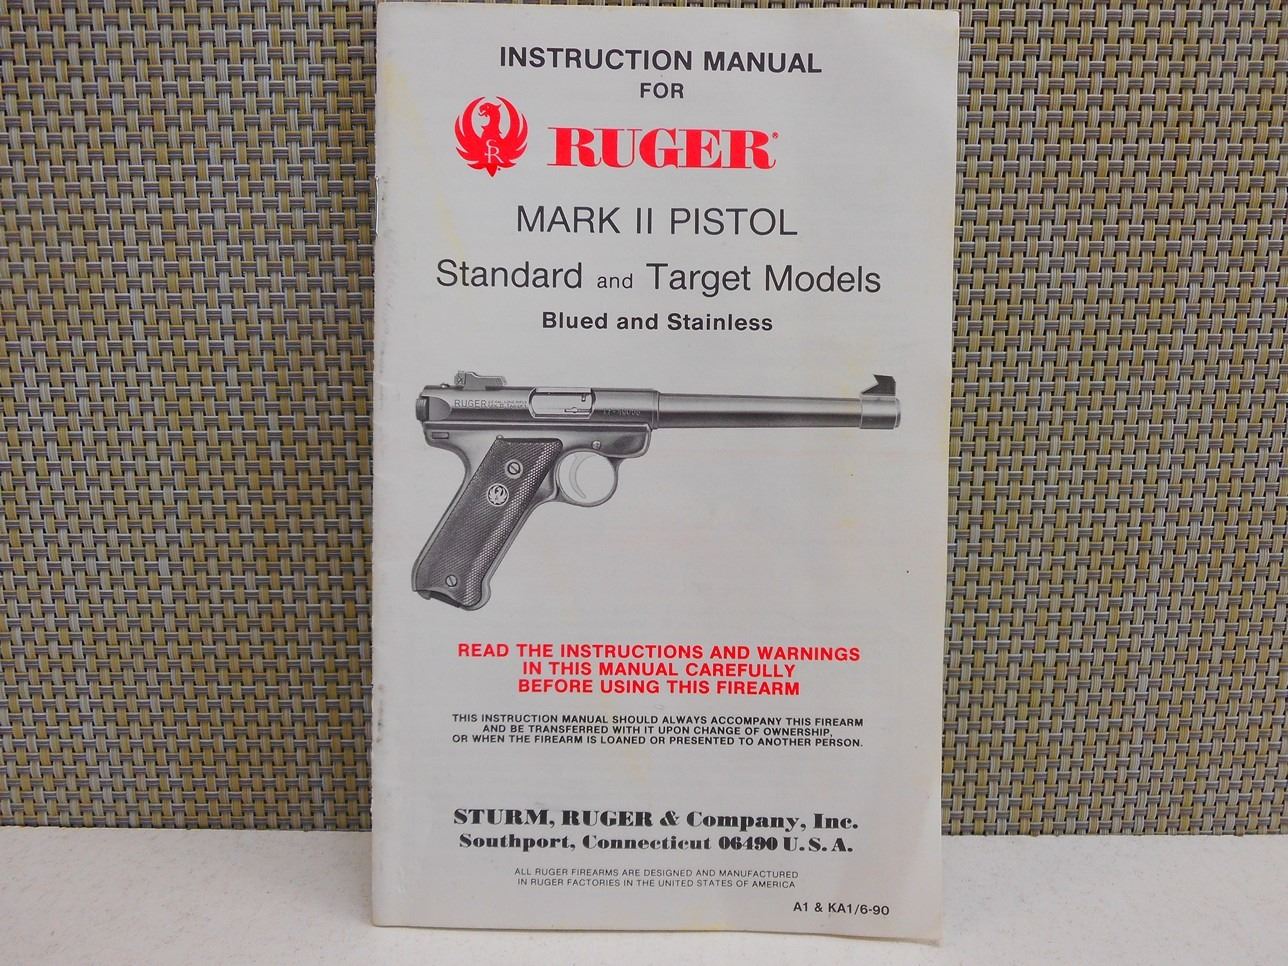 INSTRUCTION MANUAL
FOR
RUGER®
MARK II PISTOL
Standard and Target Models
Blued and Stainless
RUGER
READ THE INSTRUCTIONS AND WARNINGS
IN THIS MANUAL CAREFULLY
BEFORE USING THIS FIREARM
THIS INSTRUCTION MANUAL SHOULD ALWAYS ACCOMPANY THIS FIREARM
AND BE TRANSFERRED WITH IT UPON CHANGE OF OWNERSHIP,
OR WHEN THE FIREARM IS LOANED OR PRESENTED TO ANOTHER PERSON.
STURM, RUGER & Company, Inc.
Southport, Connecticut 06490 U.S.A.
ALL RUGER FIREARMS ARE DESIGNED AND MANUFACTURED
IN RUGER FACTORIES IN THE UNITED STATES OF AMERICA
A1 & KA1/6-90